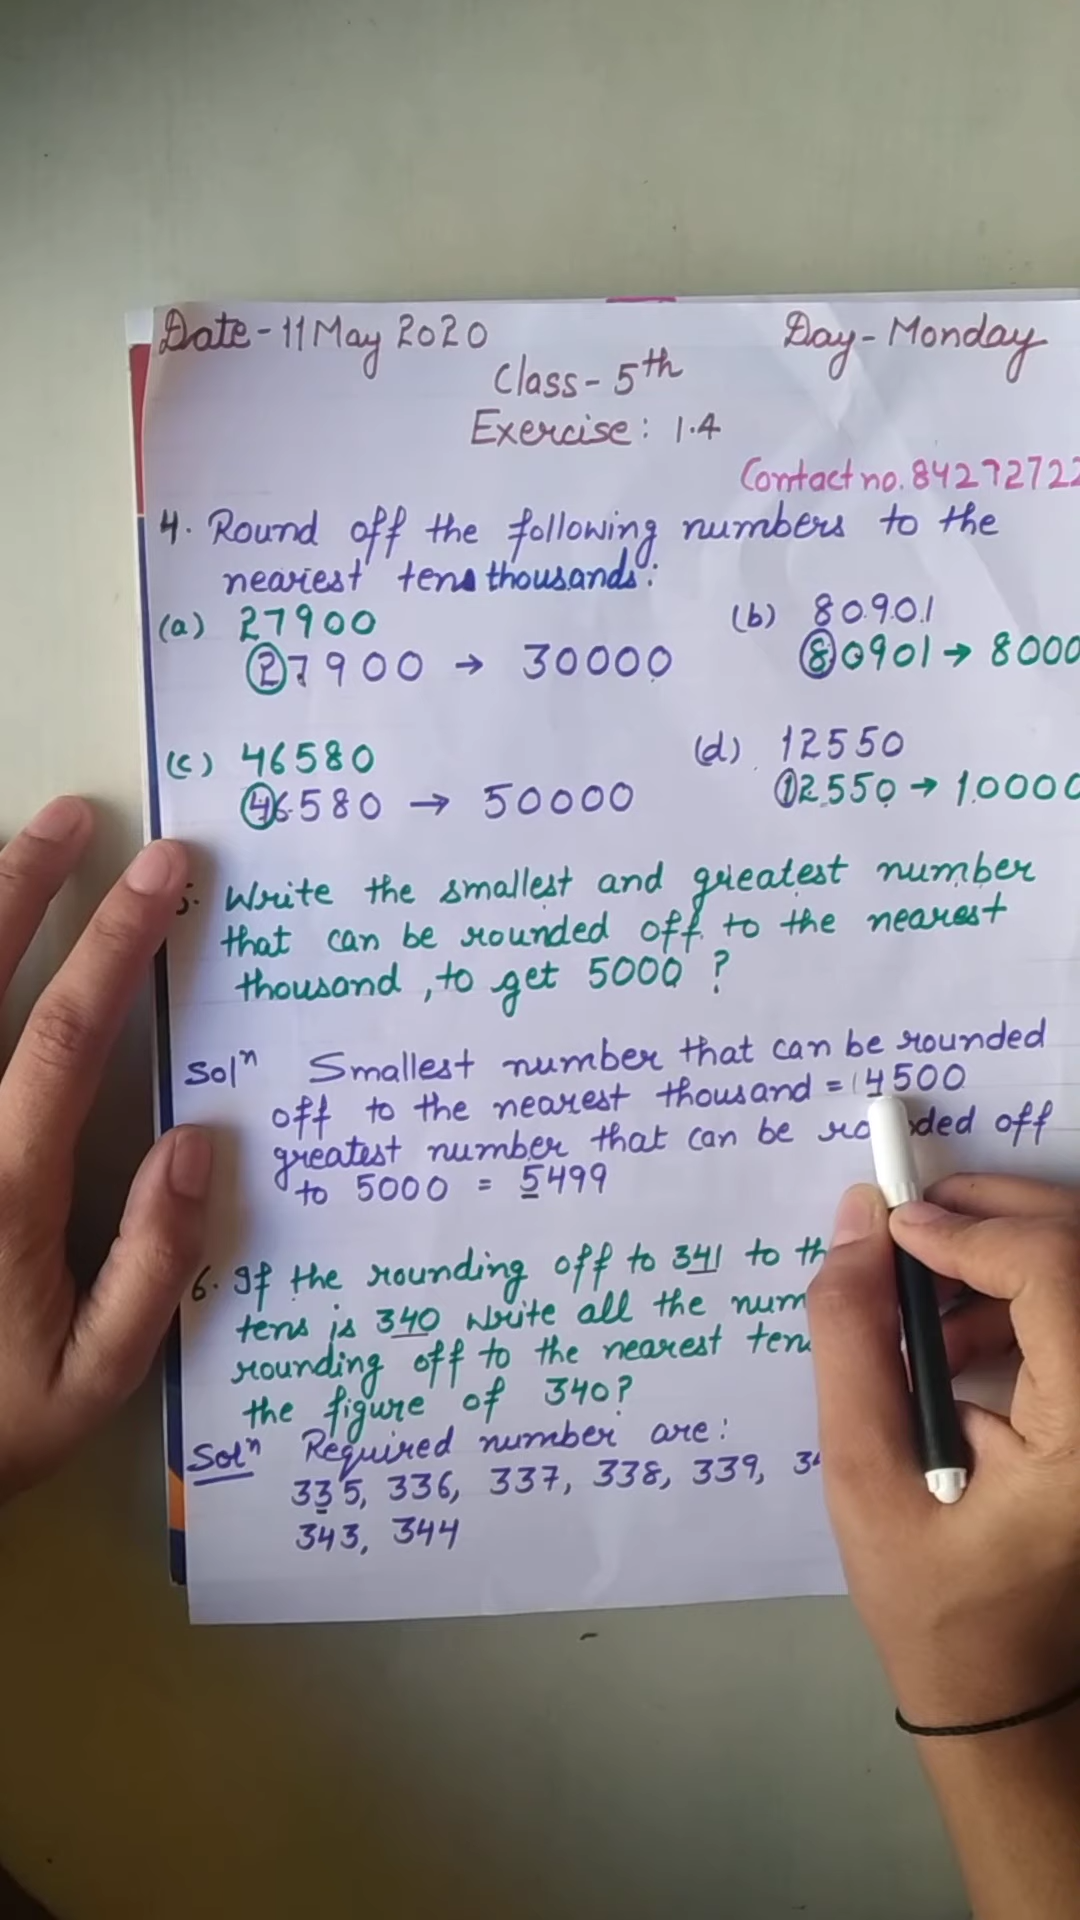 Date - 11 May 2020 Day - Monday
Class - 5th
Exercise : 1.4
Contact no. 84272722
4. Round off the following numbers to the
nearest tens thousands:
(a) 27900 (b) 80901
27900 → 30000 80901 → 8000
(c) 46580 (d) 12550
46580 → 50000 12550 → 10000
5. Write the smallest and greatest number
that can be rounded off to the nearest
thousand, to get 5000 ?
Solⁿ Smallest number that can be rounded
off to the nearest thousand = 4500
greatest number that can be rounded off
to 5000 = 5499
6. If the rounding off to 341 to th
tens is 340 Write all the num
rounding off to the nearest ten
the figure of 340?
Solⁿ Required number are :
335, 336, 337, 338, 339, 34
343, 344